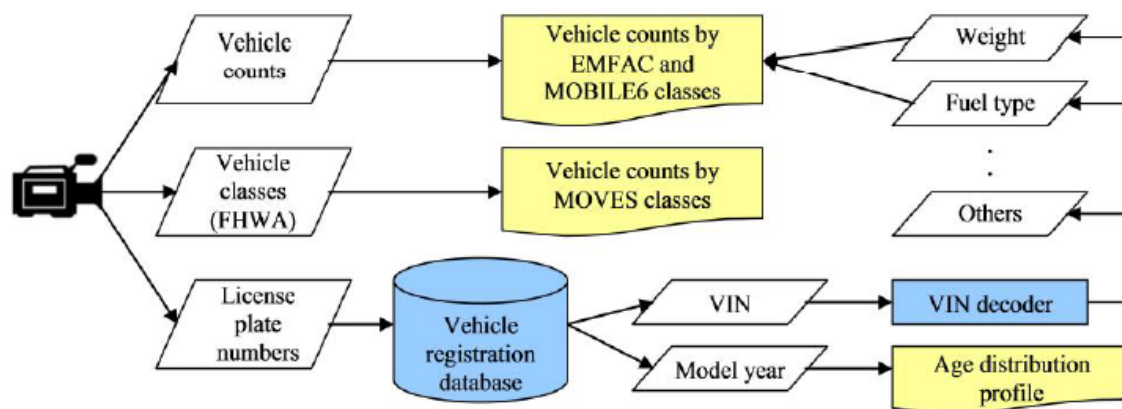 Vehicle
counts
Vehicle counts by
EMFAC and
MOBILE6 classes
Weight
Fuel type
.
.
Others
Vehicle
classes
(FHWA)
Vehicle counts by
MOVES classes
License
plate
numbers
Vehicle
registration
database
VIN
VIN decoder
Model year
Age distribution
profile